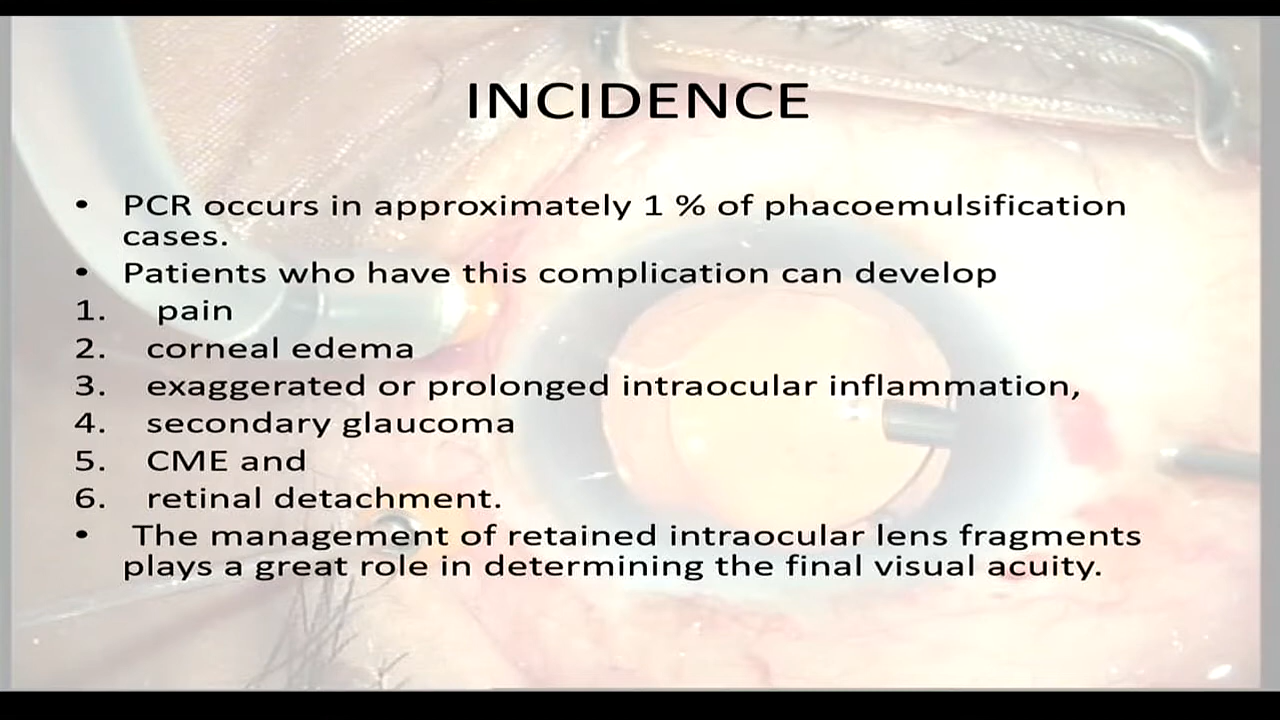 INCIDENCE
• PCR occurs in approximately 1 % of phacoemulsification
cases.
• Patients who have this complication can develop
1. pain
2. corneal edema
3. exaggerated or prolonged intraocular inflammation,
4. secondary glaucoma
5. CME and
6. retinal detachment.
• The management of retained intraocular lens fragments
plays a great role in determining the final visual acuity.